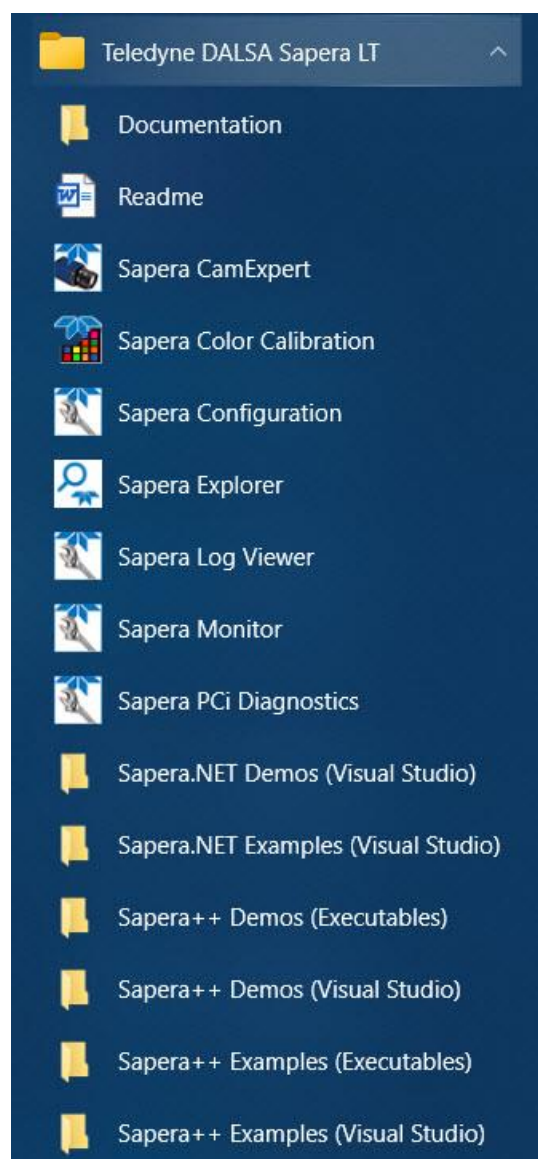 Teledyne DALSA Sapera LT
Documentation
Readme
Sapera CamExpert
Sapera Color Calibration
Sapera Configuration
Sapera Explorer
Sapera Log Viewer
Sapera Monitor
Sapera PCi Diagnostics
Sapera.NET Demos (Visual Studio)
Sapera.NET Examples (Visual Studio)
Sapera++ Demos (Executables)
Sapera++ Demos (Visual Studio)
Sapera++ Examples (Executables)
Sapera++ Examples (Visual Studio)